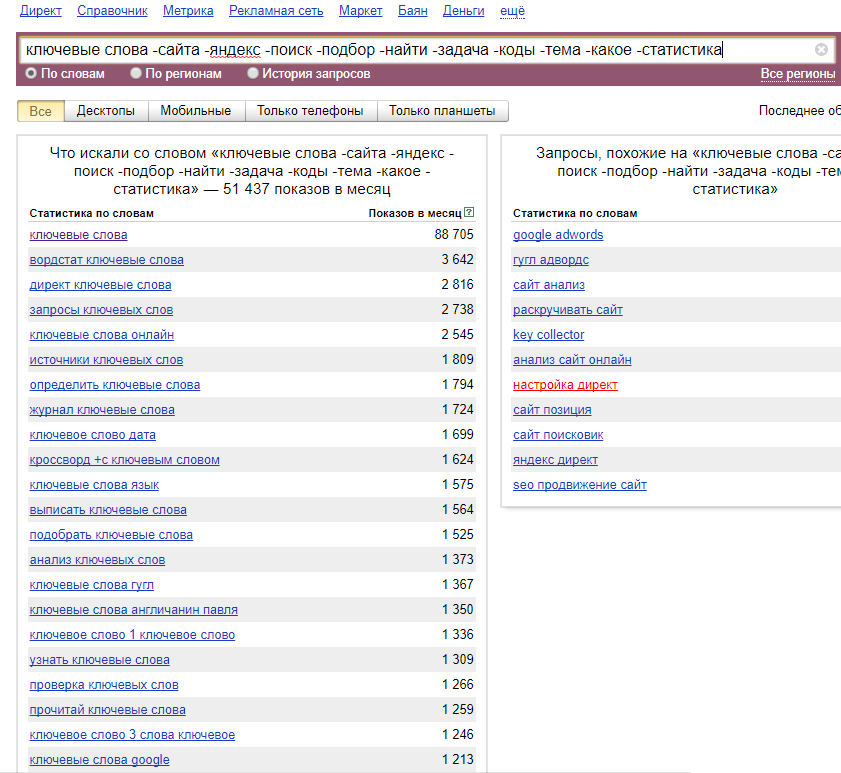 Директ Справочник Метрика Рекламная сеть Маркет Баян Деньги ещё
ключевые слова -сайта -яндекс -поиск -подбор -найти -задача -коды -тема -какое -статистика
По словам По регионам История запросов Все регионы
Все Десктопы Мобильные Только телефоны Только планшеты Последнее об
Что искали со словом «ключевые слова -сайта -яндекс -
поиск -подбор -найти -задача -коды -тема -какое -
статистика» — 51 437 показов в месяц
Статистика по словам Показов в месяц ?
ключевые слова 88 705
вордстат ключевые слова 3 642
директ ключевые слова 2 816
запросы ключевых слов 2 738
ключевые слова онлайн 2 545
источники ключевых слов 1 809
определить ключевые слова 1 794
журнал ключевые слова 1 724
ключевое слово дата 1 699
кроссворд +с ключевым словом 1 624
ключевые слова язык 1 575
выписать ключевые слова 1 564
подобрать ключевые слова 1 525
анализ ключевых слов 1 373
ключевые слова гугл 1 367
ключевые слова англичанин павля 1 350
ключевое слово 1 ключевое слово 1 336
узнать ключевые слова 1 309
проверка ключевых слов 1 266
прочитай ключевые слова 1 259
ключевое слово 3 слова ключевое 1 246
ключевые слова google 1 213
Запросы, похожие на «ключевые слова -са
поиск -подбор -найти -задача -коды -тем
статистика»
Статистика по словам
google adwords
гугл адвордс
сайт анализ
раскручивать сайт
key collector
анализ сайт онлайн
настройка директ
сайт позиция
сайт поисковик
яндекс директ
seo продвижение сайт